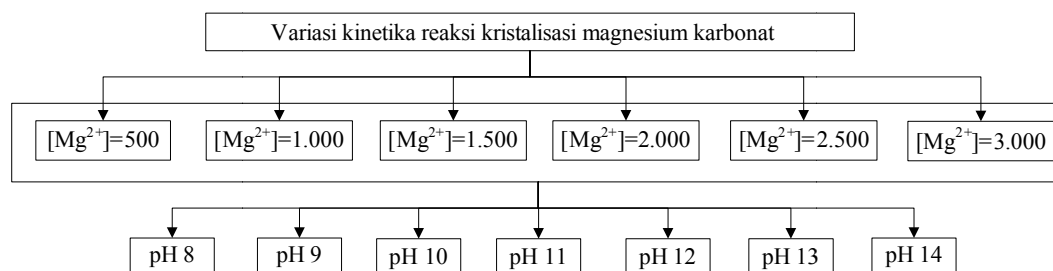 Variasi kinetika reaksi kristalisasi magnesium karbonat
[Mg²⁺]=500 [Mg²⁺]=1.000 [Mg²⁺]=1.500 [Mg²⁺]=2.000 [Mg²⁺]=2.500 [Mg²⁺]=3.000
pH 8 pH 9 pH 10 pH 11 pH 12 pH 13 pH 14